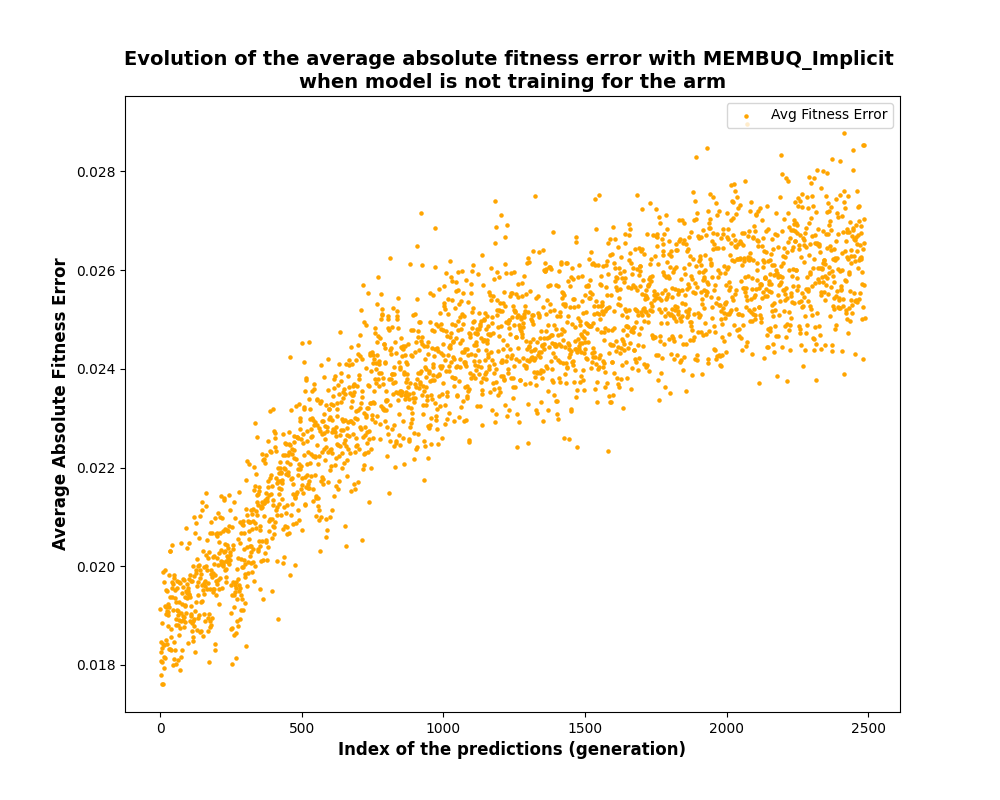 Evolution of the average absolute fitness error with MEMBUQ_Implicit
when model is not training for the arm
Avg Fitness Error
0.028
0.026
0.024
0.022
0.020
0.018
Average Absolute Fitness Error
0
500
1000
1500
2000
2500
Index of the predictions (generation)